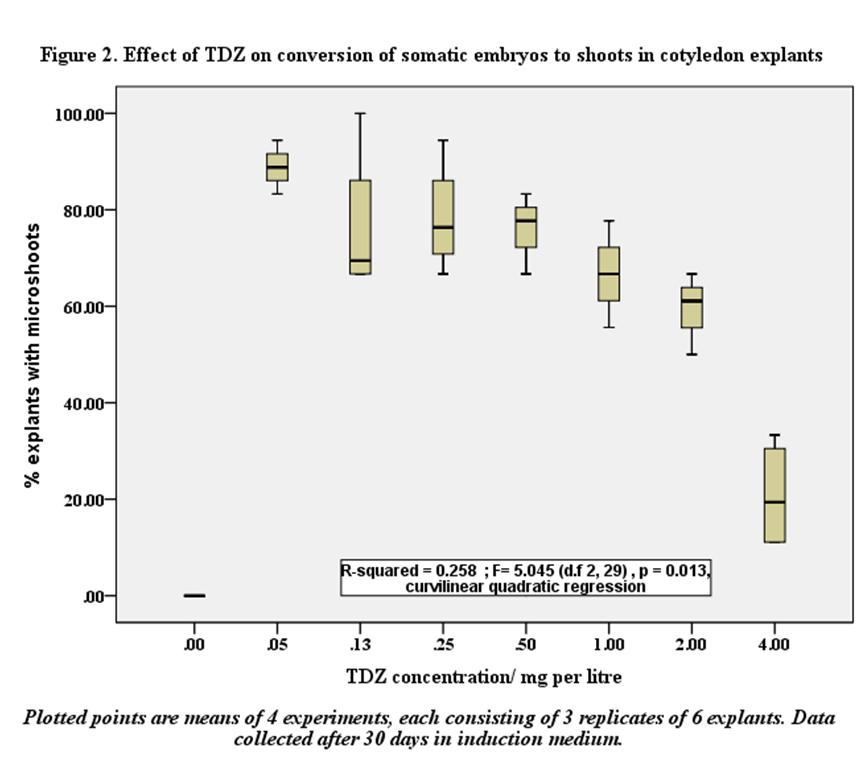 Figure 2. Effect of TDZ on conversion of somatic embryos to shoots in cotyledon explants
% explants with microshoots
100.00
80.00
60.00
40.00
20.00
.00
R-squared = 0.258 ; F= 5.045 (d.f 2, 29) , p = 0.013,
curvilinear quadratic regression
.00 .05 .13 .25 .50 1.00 2.00 4.00
TDZ concentration/ mg per litre
Plotted points are means of 4 experiments, each consisting of 3 replicates of 6 explants. Data
collected after 30 days in induction medium.